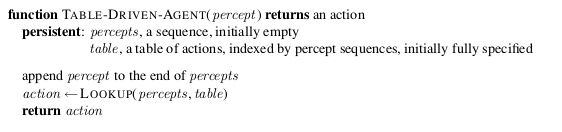 function TABLE-DRIVEN-AGENT(percept) returns an action
persistent: percepts, a sequence, initially empty
table, a table of actions, indexed by percept sequences, initially fully specified
append percept to the end of percepts
action ← LOOKUP(percepts, table)
return action